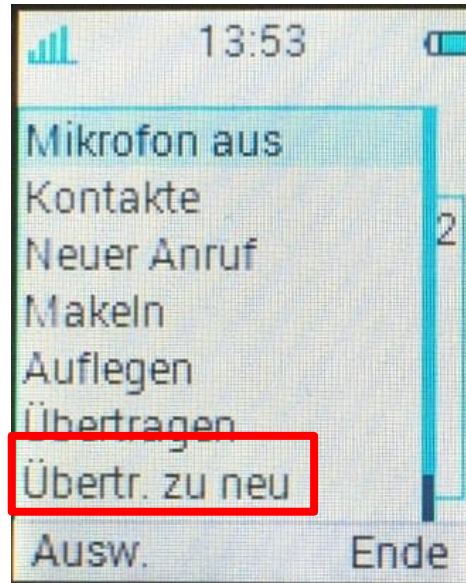 13:53
Mikrofon aus
Kontakte
2
Neuer Anruf
Makeln
Auflegen
Übertragen
Übertr. zu neu
Ausw. Ende